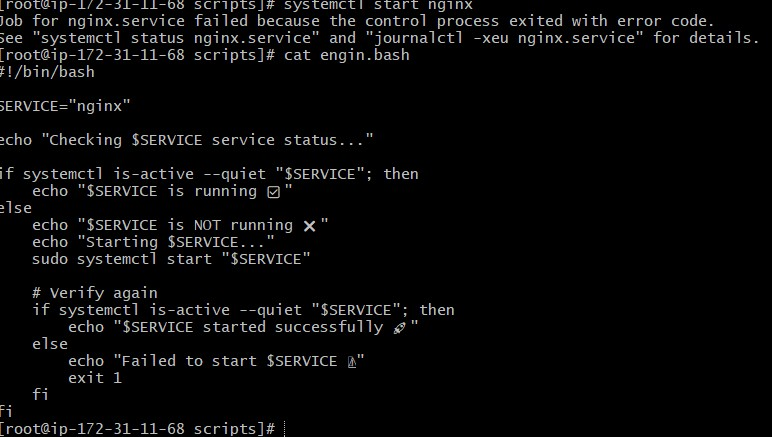 [root@ip-172-31-11-68 scripts]# systemctl start nginx
Job for nginx.service failed because the control process exited with error code.
See "systemctl status nginx.service" and "journalctl -xeu nginx.service" for details.
[root@ip-172-31-11-68 scripts]# cat engin.bash
#!/bin/bash

SERVICE="nginx"

echo "Checking $SERVICE service status..."

if systemctl is-active --quiet "$SERVICE"; then
    echo "$SERVICE is running ☑"
else
    echo "$SERVICE is NOT running ❌"
    echo "Starting $SERVICE..."
    sudo systemctl start "$SERVICE"

    # Verify again
    if systemctl is-active --quiet "$SERVICE"; then
        echo "$SERVICE started successfully 🚀"
    else
        echo "Failed to start $SERVICE ⚠"
        exit 1
    fi
fi
[root@ip-172-31-11-68 scripts]#